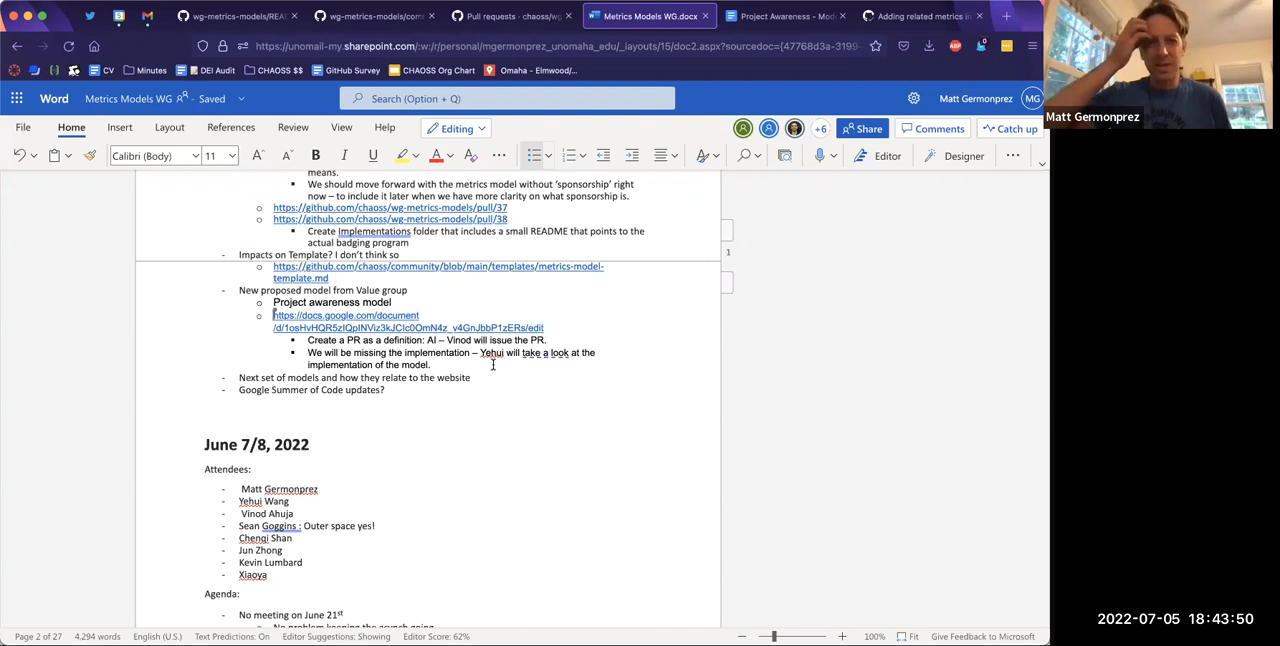 wg-metrics-models/REA
wg-metrics-models/com
Pull requests · chaoss/wg
Metrics Models WG.docx
Project Awareness - Mod
Adding related metrics in
https://unomail-my.sharepoint.com/:w:/r/personal/mgermonprez_unomaha_edu/_layouts/15/doc2.aspx?sourcedoc={47768d3a-3199-
CV
Minutes
DEI Audit
CHAOSS $$
GitHub Survey
CHAOSS Org Chart
Omaha - Elmwood/...
Word
Metrics Models WG - Saved
Search (Option + Q)
Matt Germonprez
MG
Matt Germonprez
File Home Insert Layout References Review View Help Editing
+6 Share Comments Catch up
Calibri (Body) 11 A A B I U A Editor Designer
means.
We should move forward with the metrics model without ‘sponsorship’ right
now – to include it later when we have more clarity on what sponsorship is.
https://github.com/chaoss/wg-metrics-models/pull/37
https://github.com/chaoss/wg-metrics-models/pull/38
Create Implementations folder that includes a small README that points to the
actual badging program
1
- Impacts on Template? I don’t think so
https://github.com/chaoss/community/blob/main/templates/metrics-model-
template.md
- New proposed model from Value group
Project awareness model
https://docs.google.com/document
/d/1osHvHQR5zIQpINViz3kJCIc0OmN4z_v4GnJbbP1zERs/edit
Create a PR as a definition: AI – Vinod will issue the PR.
We will be missing the implementation – Yehui will take a look at the
implementation of the model.
- Next set of models and how they relate to the website
- Google Summer of Code updates?
June 7/8, 2022
Attendees:
- Matt Germonprez
- Yehui Wang
- Vinod Ahuja
- Sean Goggins : Outer space yes!
- Chenqi Shan
- Jun Zhong
- Kevin Lumbard
- Xiaoya
Agenda:
- No meeting on June 21st
No problem keeping the asynch going
Page 2 of 27 4,294 words English (U.S.) Text Predictions: On Editor Suggestions: Showing Editor Score: 62% 100% Fit Give Feedback to Microsoft
2022-07-05 18:43:50